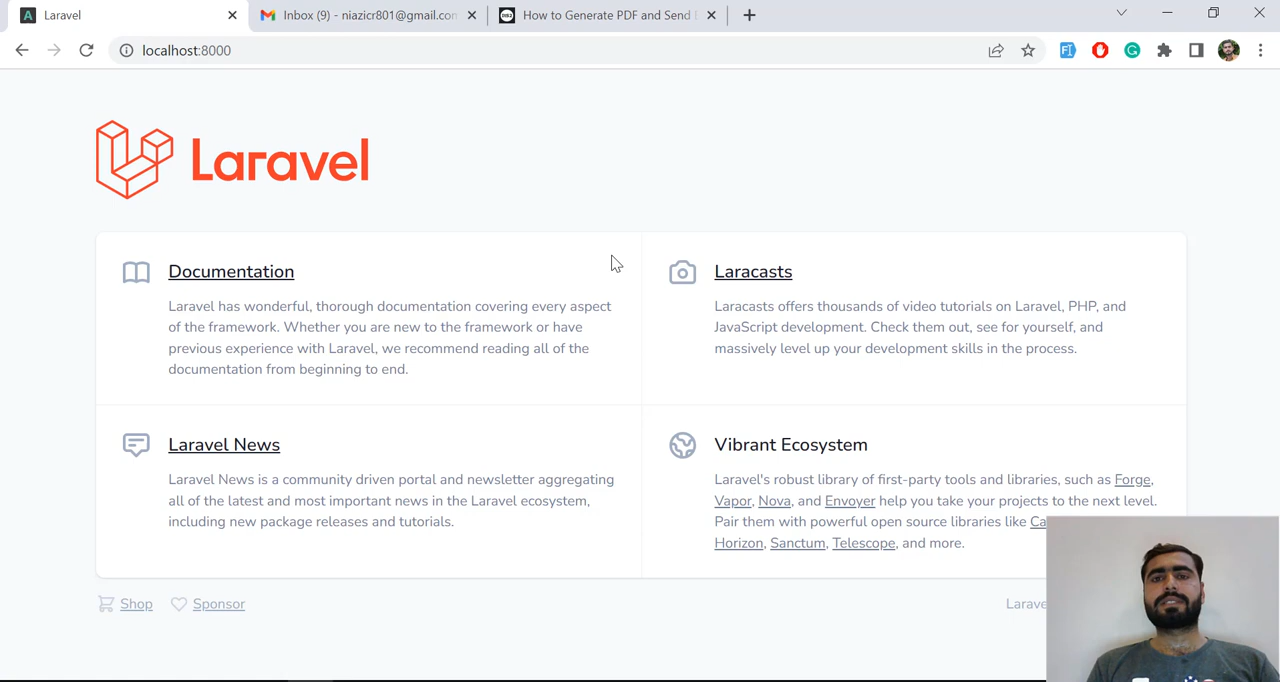 Laravel
Inbox (9) - niazicr801@gmail.con
How to Generate PDF and Send
localhost:8000
Laravel
Documentation
Laravel has wonderful, thorough documentation covering every aspect
of the framework. Whether you are new to the framework or have
previous experience with Laravel, we recommend reading all of the
documentation from beginning to end.
Laracasts
Laracasts offers thousands of video tutorials on Laravel, PHP, and
JavaScript development. Check them out, see for yourself, and
massively level up your development skills in the process.
Laravel News
Laravel News is a community driven portal and newsletter aggregating
all of the latest and most important news in the Laravel ecosystem,
including new package releases and tutorials.
Vibrant Ecosystem
Laravel's robust library of first-party tools and libraries, such as Forge,
Vapor, Nova, and Envoyer help you take your projects to the next level.
Pair them with powerful open source libraries like Ca
Horizon, Sanctum, Telescope, and more.
Shop
Sponsor
Larave